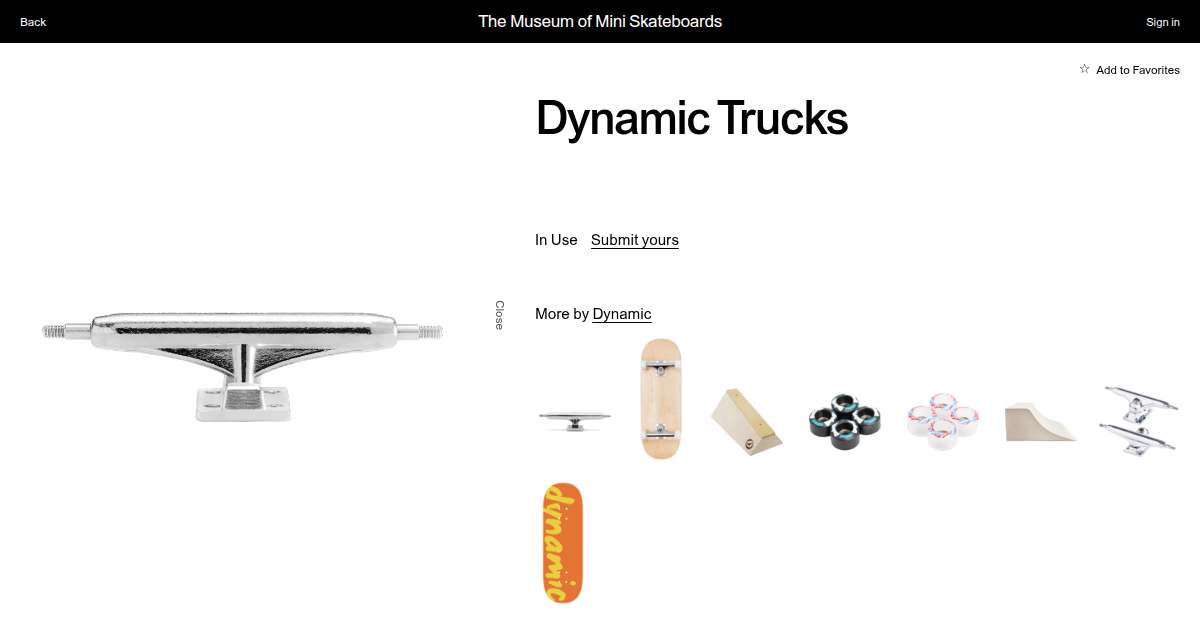 Back
The Museum of Mini Skateboards
Sign in
☆ Add to Favorites
Dynamic Trucks
In Use Submit yours
Close
More by Dynamic
dynamic